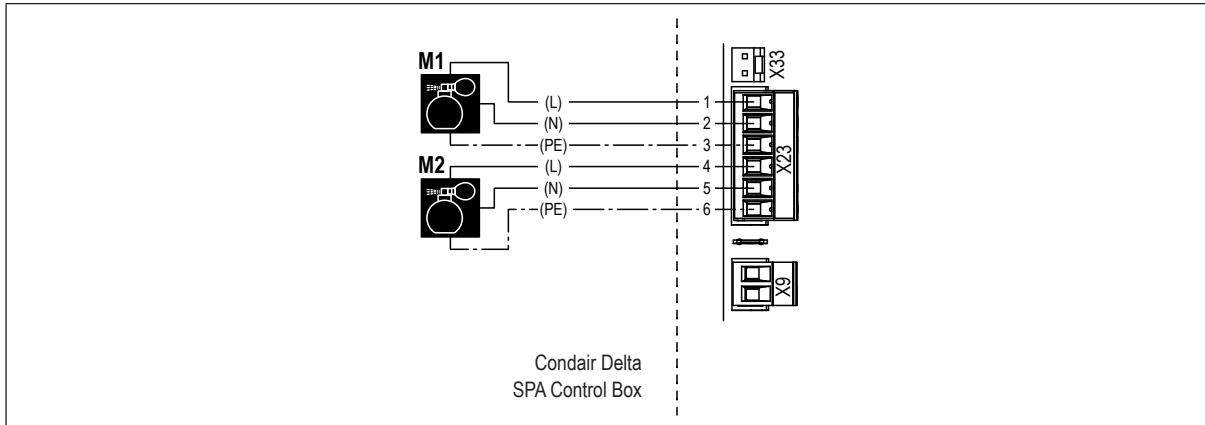 M1
X33
(L) 1
(N) 2
(PE) 3
M2
(L) 4
(N) 5
(PE) 6
X23
X9
Condair Delta
SPA Control Box